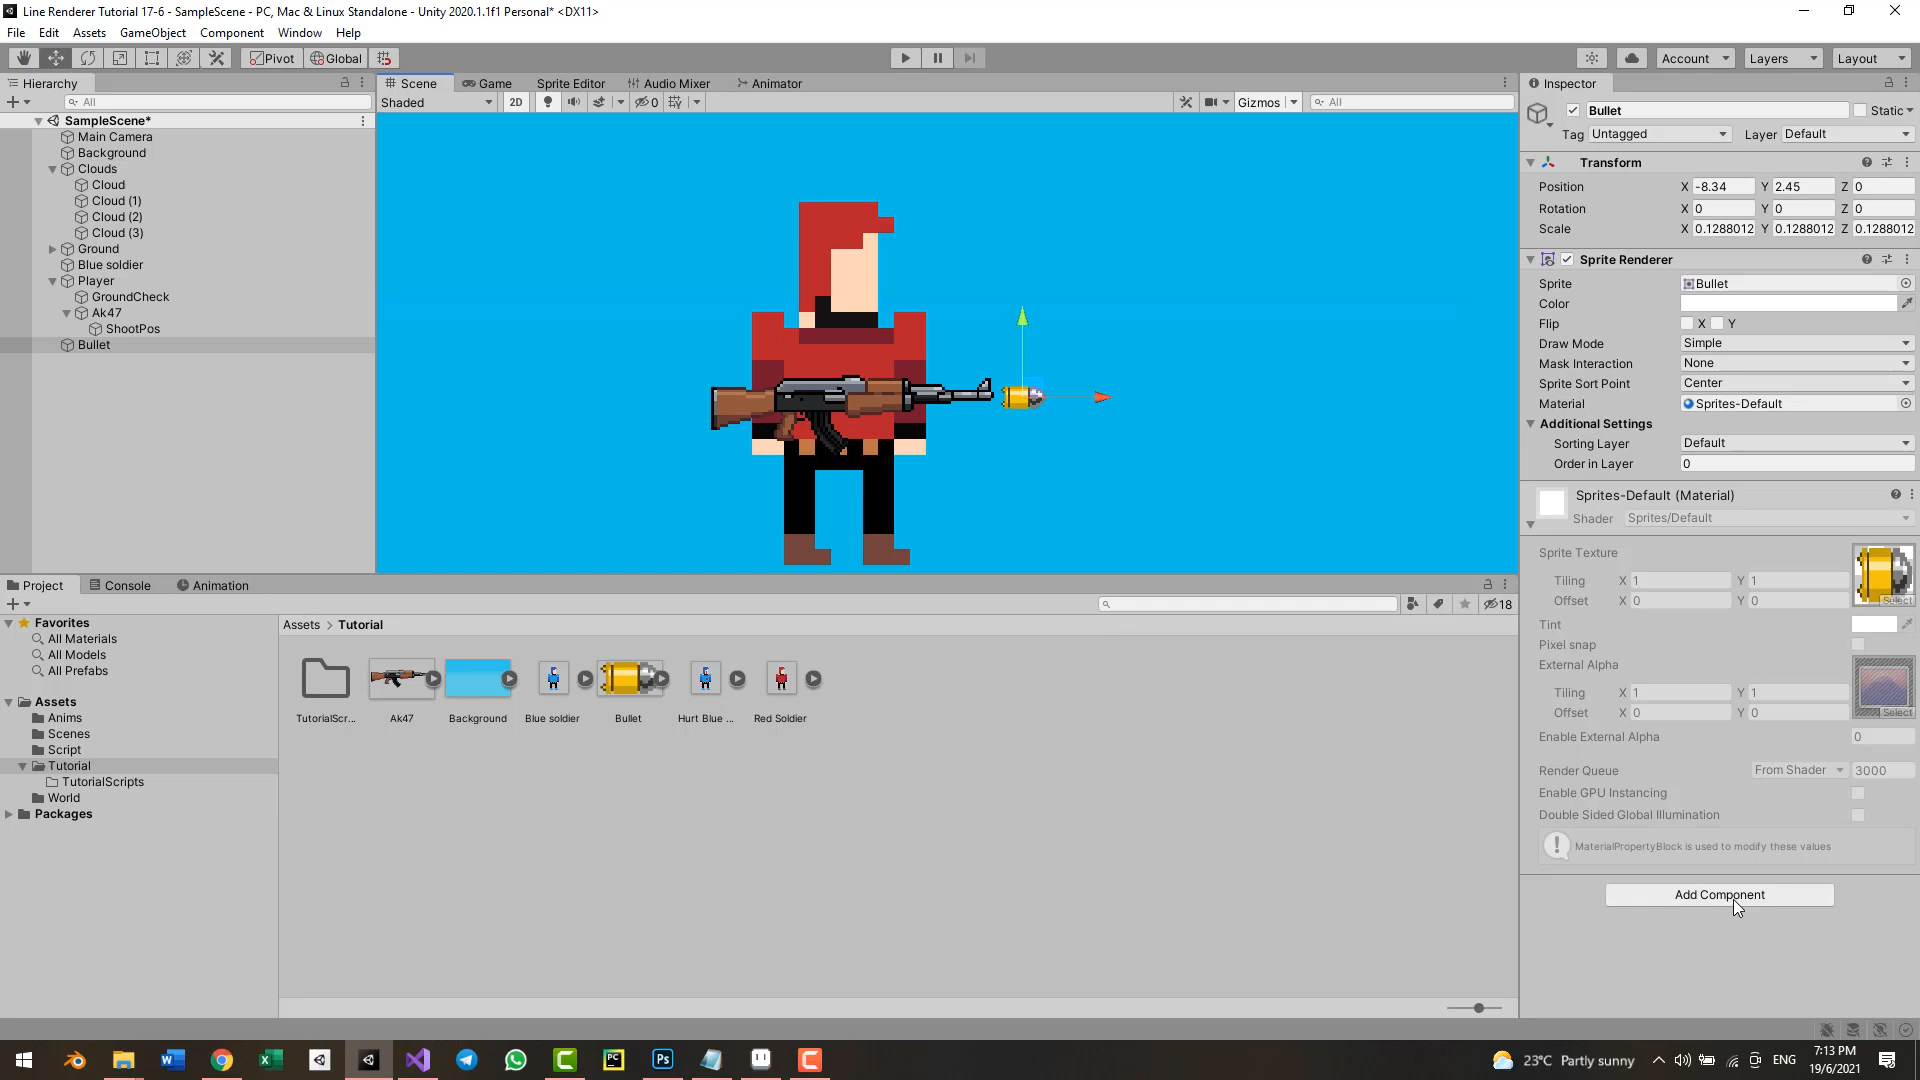 Line Renderer Tutorial 17-6 - SampleScene - PC, Mac & Linux Standalone - Unity 2020.1.1f1 Personal* <DX11>
File Edit Assets GameObject Component Window Help
Pivot Global Account Layers Layout
Hierarchy
All
SampleScene*
Main Camera
Background
Clouds
Cloud
Cloud (1)
Cloud (2)
Cloud (3)
Ground
Blue soldier
Player
GroundCheck
Ak47
ShootPos
Bullet
Scene Game Sprite Editor Audio Mixer Animator
Shaded 2D 0 Gizmos All
Inspector
Bullet Static
Tag Untagged Layer Default
Transform
Position X -8.34 Y 2.45 Z 0
Rotation X 0 Y 0 Z 0
Scale X 0.1288012 Y 0.1288012 Z 0.1288012
Sprite Renderer
Sprite Bullet
Color
Flip X Y
Draw Mode Simple
Mask Interaction None
Sprite Sort Point Center
Material Sprites-Default
Additional Settings
Sorting Layer Default
Order in Layer 0
Sprites-Default (Material)
Shader Sprites/Default
Sprite Texture
Tiling X 1 Y 1
Offset X 0 Y 0
Select
Tint
Pixel snap
External Alpha
Tiling X 1 Y 1
Offset X 0 Y 0
Select
Enable External Alpha 0
Render Queue From Shader 3000
Enable GPU Instancing
Double Sided Global Illumination
MaterialPropertyBlock is used to modify these values
Add Component
Project Console Animation
18
Favorites
All Materials
All Models
All Prefabs
Assets
Anims
Scenes
Script
Tutorial
TutorialScripts
World
Packages
Assets > Tutorial
TutorialScr... Ak47 Background Blue soldier Bullet Hurt Blue ... Red Soldier
23°C Partly sunny ENG 7:13 PM
19/6/2021